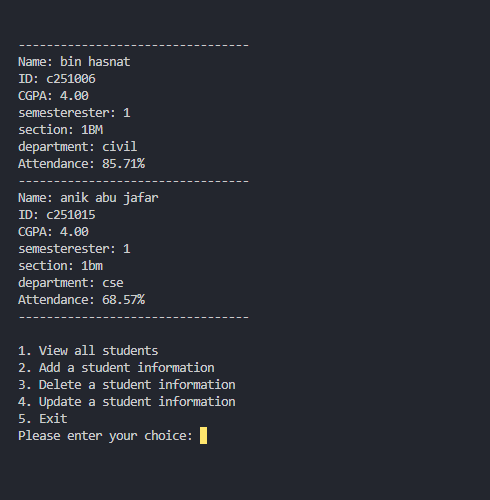 ---------------------------------
Name: bin hasnat
ID: c251006
CGPA: 4.00
semesterester: 1
section: 1BM
department: civil
Attendance: 85.71%
---------------------------------
Name: anik abu jafar
ID: c251015
CGPA: 4.00
semesterester: 1
section: 1bm
department: cse
Attendance: 68.57%
---------------------------------
1. View all students
2. Add a student information
3. Delete a student information
4. Update a student information
5. Exit
Please enter your choice: